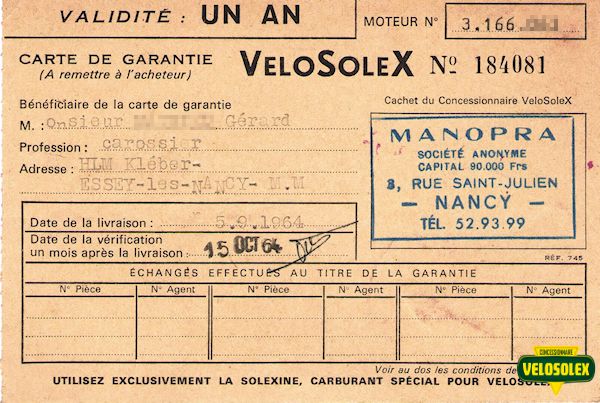 VALIDITÉ : UN AN
MOTEUR N° 3.166.
CARTE DE GARANTIE
(A remettre à l'acheteur)
VELOSOLEX Nº 184081
Bénéficiaire de la carte de garantie
Cachet du Concessionnaire VeloSoleX
M. : onsieur Gérard
Profession : carossier
Adresse : HLM Kléber-
ESSEY-les-NANCY- M.M
MANOPRA
SOCIÉTÉ ANONYME
CAPITAL 90.000 Frs
3, RUE SAINT-JULIEN
— NANCY —
TÉL. 52.93.99
Date de la livraison : 5.9.1964
Date de la vérification
un mois après la livraison : 15 OCT 64
RÉF. 745
ÉCHANGES EFFECTUÉS AU TITRE DE LA GARANTIE
N° Pièce N° Agent N° Pièce N° Agent N° Pièce N° Agent
Voir au dos les conditions de
UTILISEZ EXCLUSIVEMENT LA SOLEXINE, CARBURANT SPÉCIAL POUR VELOSOLE
CONCESSIONNAIRE
VELOSOLEX